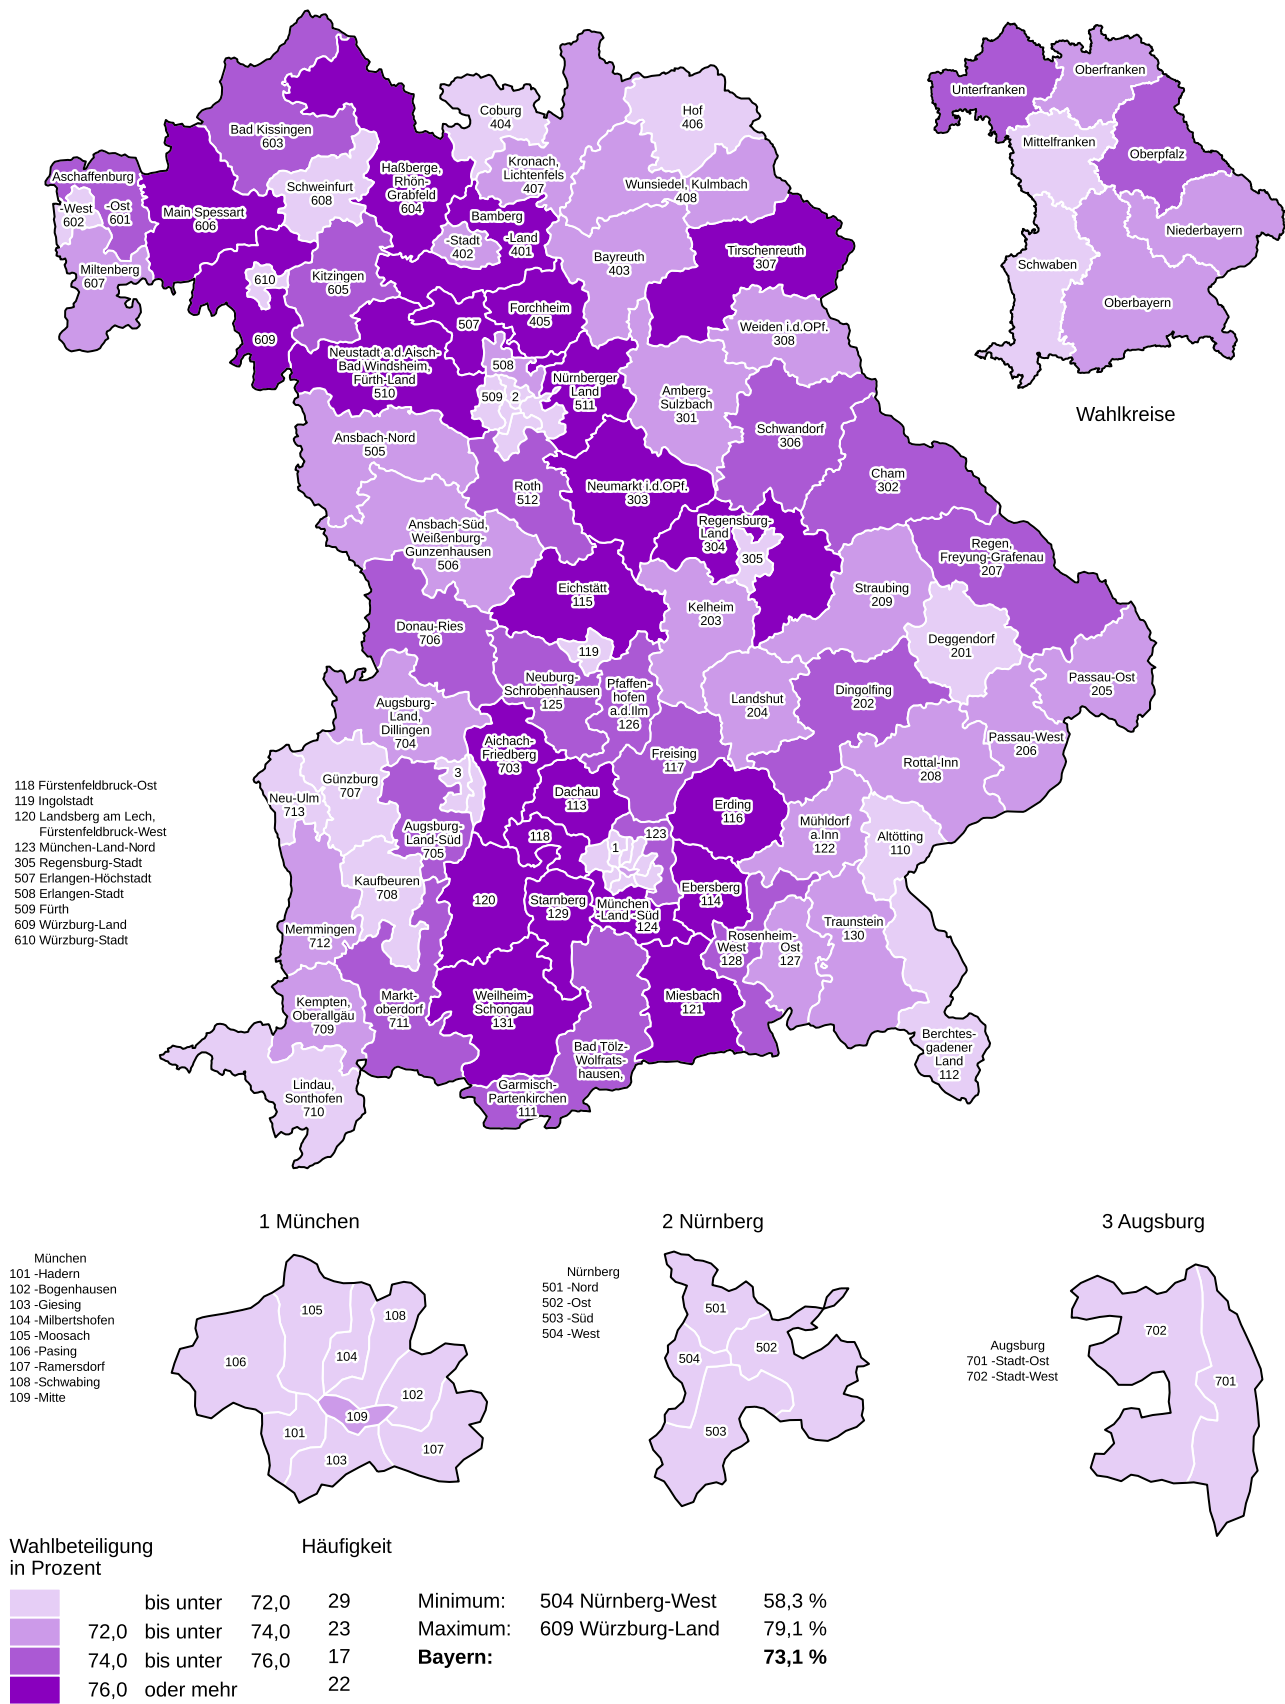 Coburg
404
Hof
406
Bad Kissingen
603
Kronach,
Lichtenfels
407
Wunsiedel, Kulmbach
408
Haßberge,
Rhön-
Grabfeld
604
Aschaffenburg
-West
602
-Ost
601
Schweinfurt
608
Main Spessart
606
Bamberg
-Stadt
402
-Land
401
Bayreuth
403
Tirschenreuth
307
Miltenberg
607
610
Kitzingen
605
Forchheim
405
507
609
Weiden i.d.OPf.
308
Neustadt a.d.Aisch-
Bad Windsheim,
Fürth-Land
510
508
509
2
Nürnberger
Land
511
Amberg-
Sulzbach
301
Schwandorf
306
Ansbach-Nord
505
Cham
302
Roth
512
Neumarkt i.d.OPf.
303
Ansbach-Süd,
Weißenburg-
Gunzenhausen
506
Regensburg-
Land
304
305
Regen,
Freyung-Grafenau
207
Eichstätt
115
Straubing
209
Kelheim
203
Donau-Ries
706
Deggendorf
201
119
Neuburg-
Schrobenhausen
125
Pfaffen-
hofen
a.d.Ilm
126
Landshut
204
Dingolfing
202
Passau-Ost
205
Augsburg-
Land,
Dillingen
704
Aichach-
Friedberg
703
Passau-West
206
Freising
117
Rottal-Inn
208
3
Günzburg
707
Neu-Ulm
713
Dachau
113
Erding
116
Mühldorf
a.Inn
122
Altötting
110
Augsburg-
Land-Süd
705
118
123
1
Kaufbeuren
708
120
Starnberg
129
München
-Land -Süd
124
Ebersberg
114
Memmingen
712
Rosenheim-
West
128
Ost
127
Traunstein
130
Kempten,
Oberallgäu
709
Markt-
oberdorf
711
Weilheim-
Schongau
131
Miesbach
121
Berchtes-
gadener
Land
112
Bad Tölz-
Wolfrats-
hausen,
Garmisch-
Partenkirchen
111
Lindau,
Sonthofen
710
Unterfranken
Oberfranken
Mittelfranken
Oberpfalz
Niederbayern
Schwaben
Oberbayern
Wahlkreise
118 Fürstenfeldbruck-Ost
119 Ingolstadt
120 Landsberg am Lech,
Fürstenfeldbruck-West
123 München-Land-Nord
305 Regensburg-Stadt
507 Erlangen-Höchstadt
508 Erlangen-Stadt
509 Fürth
609 Würzburg-Land
610 Würzburg-Stadt
1 München
München
101 -Hadern
102 -Bogenhausen
103 -Giesing
104 -Milbertshofen
105 -Moosach
106 -Pasing
107 -Ramersdorf
108 -Schwabing
109 -Mitte
105
108
106
104
102
109
101
107
103
2 Nürnberg
Nürnberg
501 -Nord
502 -Ost
503 -Süd
504 -West
501
502
504
503
3 Augsburg
Augsburg
701 -Stadt-Ost
702 -Stadt-West
702
701
Wahlbeteiligung
in Prozent
Häufigkeit
bis unter 72,0 29
72,0 bis unter 74,0 23
74,0 bis unter 76,0 17
76,0 oder mehr 22
Minimum: 504 Nürnberg-West 58,3 %
Maximum: 609 Würzburg-Land 79,1 %
Bayern: 73,1 %